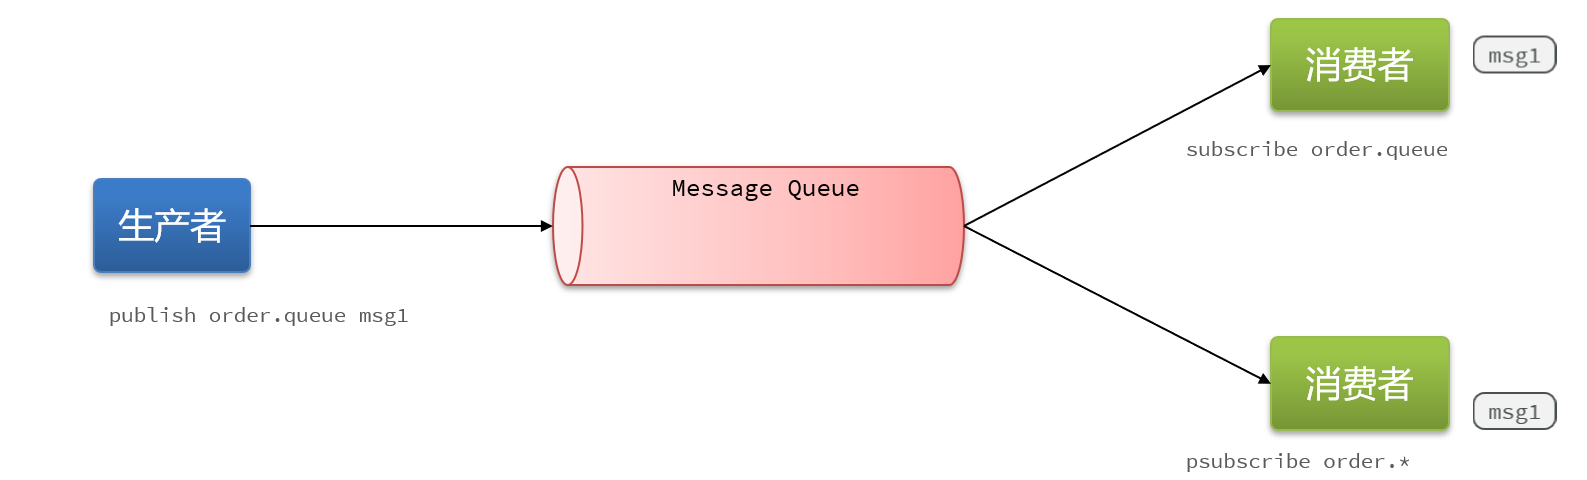 生产者
publish order.queue msg1
Message Queue
消费者
msg1
subscribe order.queue
消费者
msg1
psubscribe order.*